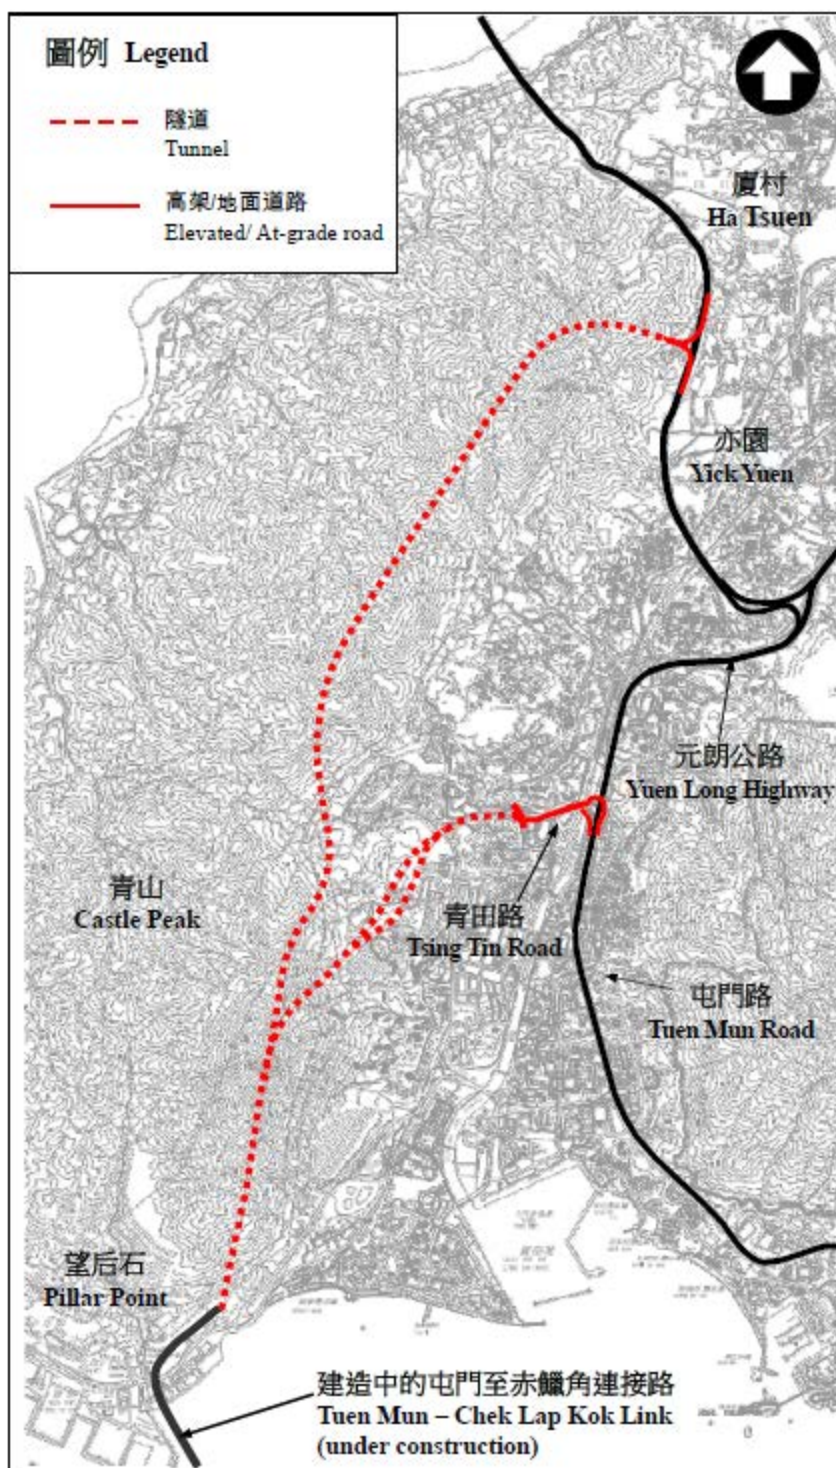 圖例 Legend
隧道
Tunnel
高架/地面道路
Elevated/ At-grade road
廈村
Ha Tsuen
亦園
Yick Yuen
元朗公路
Yuen Long Highway
青山
Castle Peak
青田路
Tsing Tin Road
屯門路
Tuen Mun Road
望后石
Pillar Point
建造中的屯門至赤鱲角連接路
Tuen Mun – Chek Lap Kok Link
(under construction)